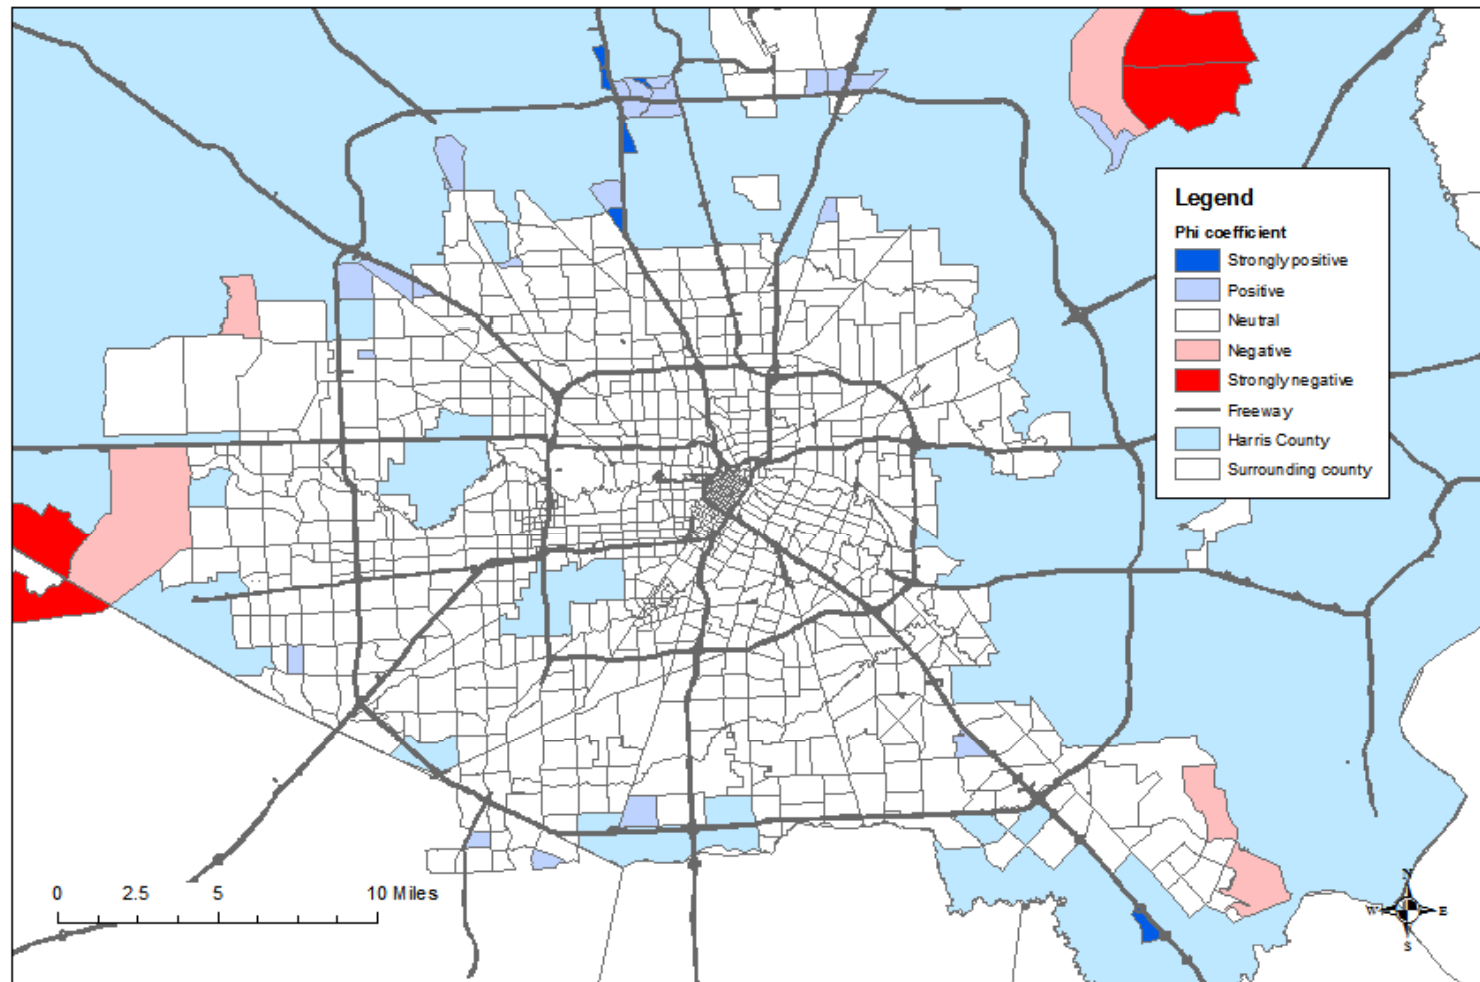 Legend
Phi coefficient
Strongly positive
Positive
Neutral
Negative
Strongly negative
Freeway
Harris County
Surrounding county
0 2.5 5 10 Miles
N
W E
S